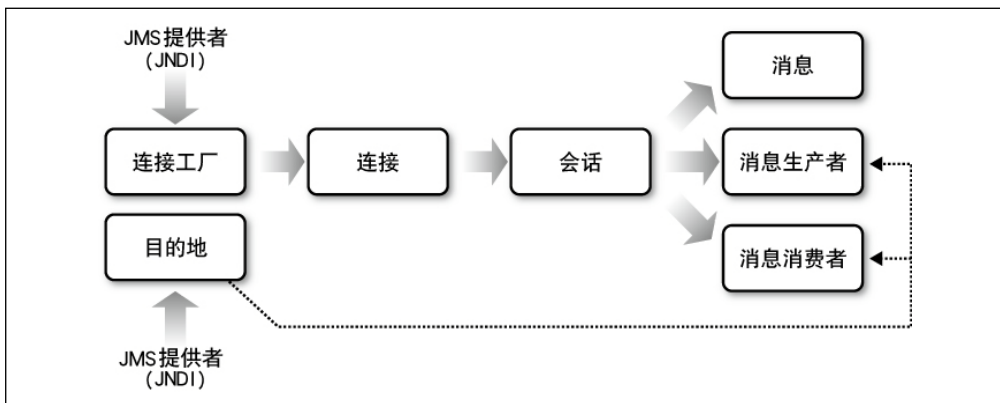 JMS提供者
(JNDI)
消息
连接工厂
连接
会话
消息生产者
目的地
消息消费者
JMS提供者
(JNDI)